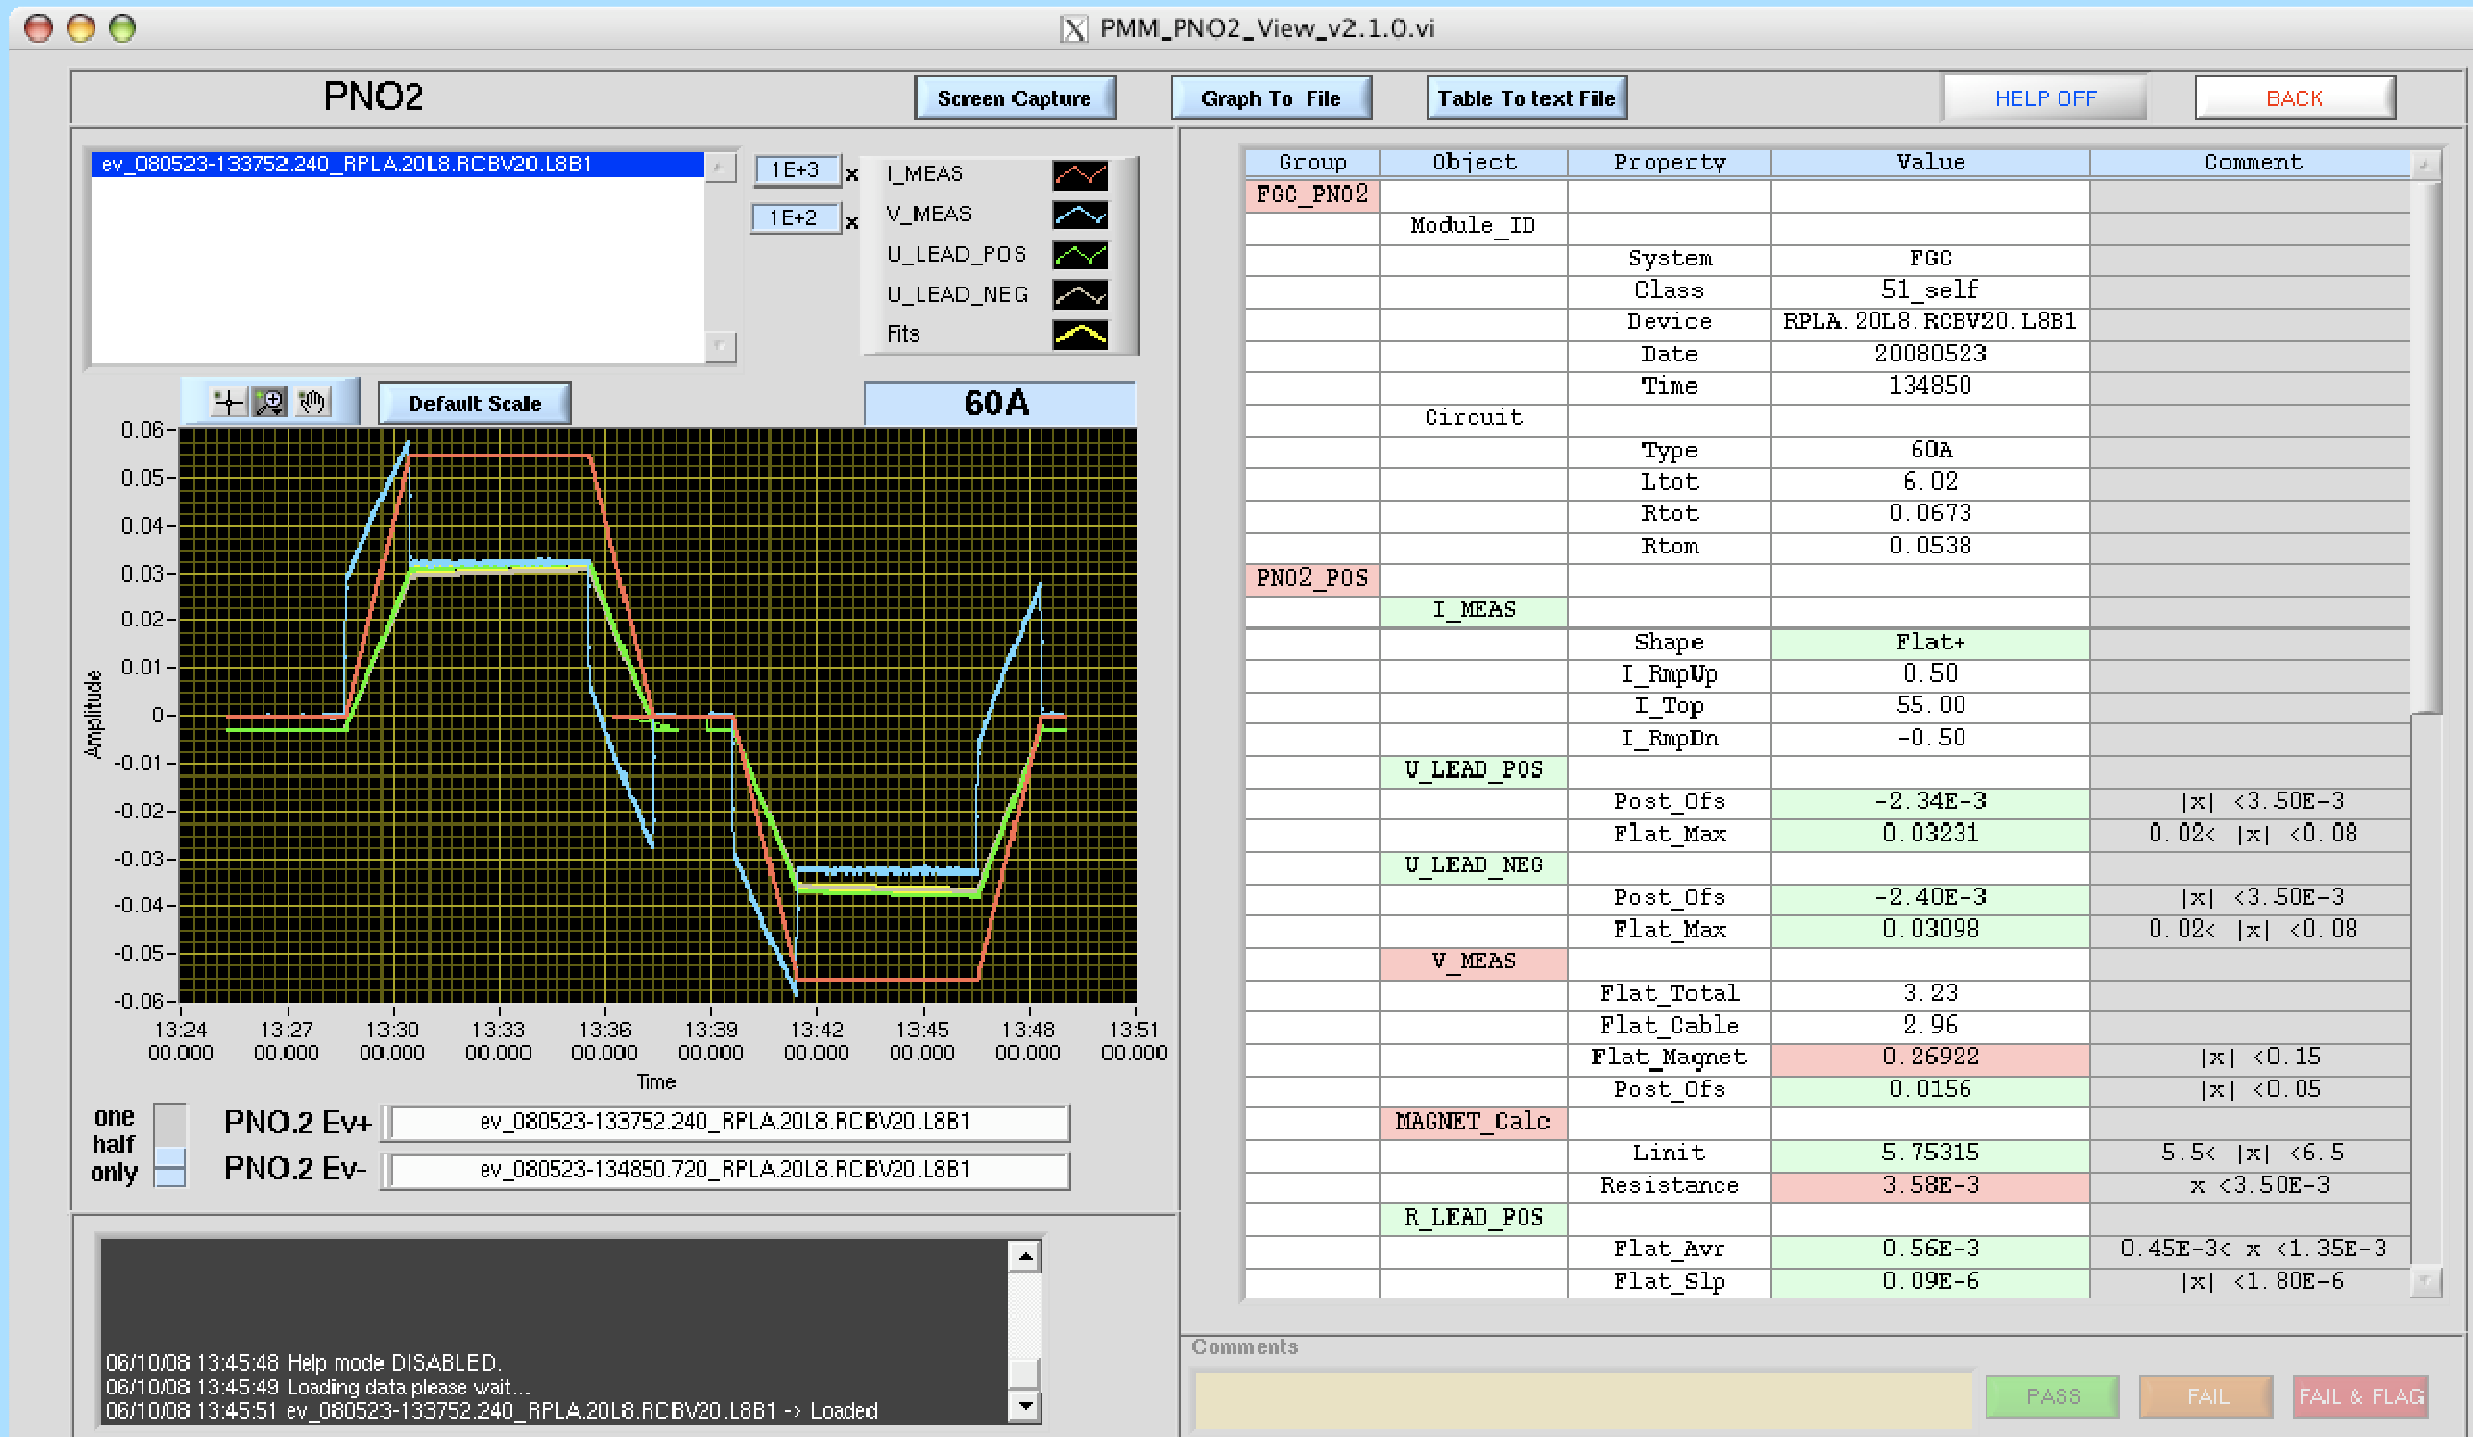 PMM_PNO2_View_v2.1.0.vi
PNO2
Screen Capture
Graph To File
Table To text File
HELP OFF
BACK
ev_080523-133752.240_RPLA.20L8.RCBV20.L8B1
1E+3 x I_MEAS
1E+2 x V_MEAS
U_LEAD_POS
U_LEAD_NEG
Fits
Default Scale
60A
0.06
0.05
0.04
0.03
0.02
0.01
0
-0.01
-0.02
-0.03
-0.04
-0.05
-0.06
Amplitude
13:24 13:27 13:30 13:33 13:36 13:39 13:42 13:45 13:48 13:51
00.000 00.000 00.000 00.000 00.000 00.000 00.000 00.000 00.000 00.000
Time
one
half
only
PNO.2 Ev+ ev_080523-133752.240_RPLA.20L8.RCBV20.L8B1
PNO.2 Ev- ev_080523-134850.720_RPLA.20L8.RCBV20.L8B1
06/10/08 13:45:48 Help mode DISABLED.
06/10/08 13:45:49 Loading data please wait...
06/10/08 13:45:51 ev_080523-133752.240_RPLA.20L8.RCBV20.L8B1 -> Loaded
Group Object Property Value Comment
FGC_PNO2
Module_ID
System FGC
Class 51_self
Device RPLA.20L8.RCBV20.L8B1
Date 20080523
Time 134850
Circuit
Type 60A
Ltot 6.02
Rtot 0.0673
Rtom 0.0538
PNO2_POS
I_MEAS
Shape Flat+
I_RmpUp 0.50
I_Top 55.00
I_RmpDn -0.50
U_LEAD_POS
Post_Ofs -2.34E-3 |x| <3.50E-3
Flat_Max 0.03231 0.02< |x| <0.08
U_LEAD_NEG
Post_Ofs -2.40E-3 |x| <3.50E-3
Flat_Max 0.03098 0.02< |x| <0.08
V_MEAS
Flat_Total 3.23
Flat_Cable 2.96
Flat_Magnet 0.26922 |x| <0.15
Post_Ofs 0.0156 |x| <0.05
MAGNET_Calc
Linit 5.75315 5.5< |x| <6.5
Resistance 3.58E-3 x <3.50E-3
R_LEAD_POS
Flat_Avr 0.56E-3 0.45E-3< x <1.35E-3
Flat_Slp 0.09E-6 |x| <1.80E-6
Comments
PASS
FAIL
FAIL & FLAG